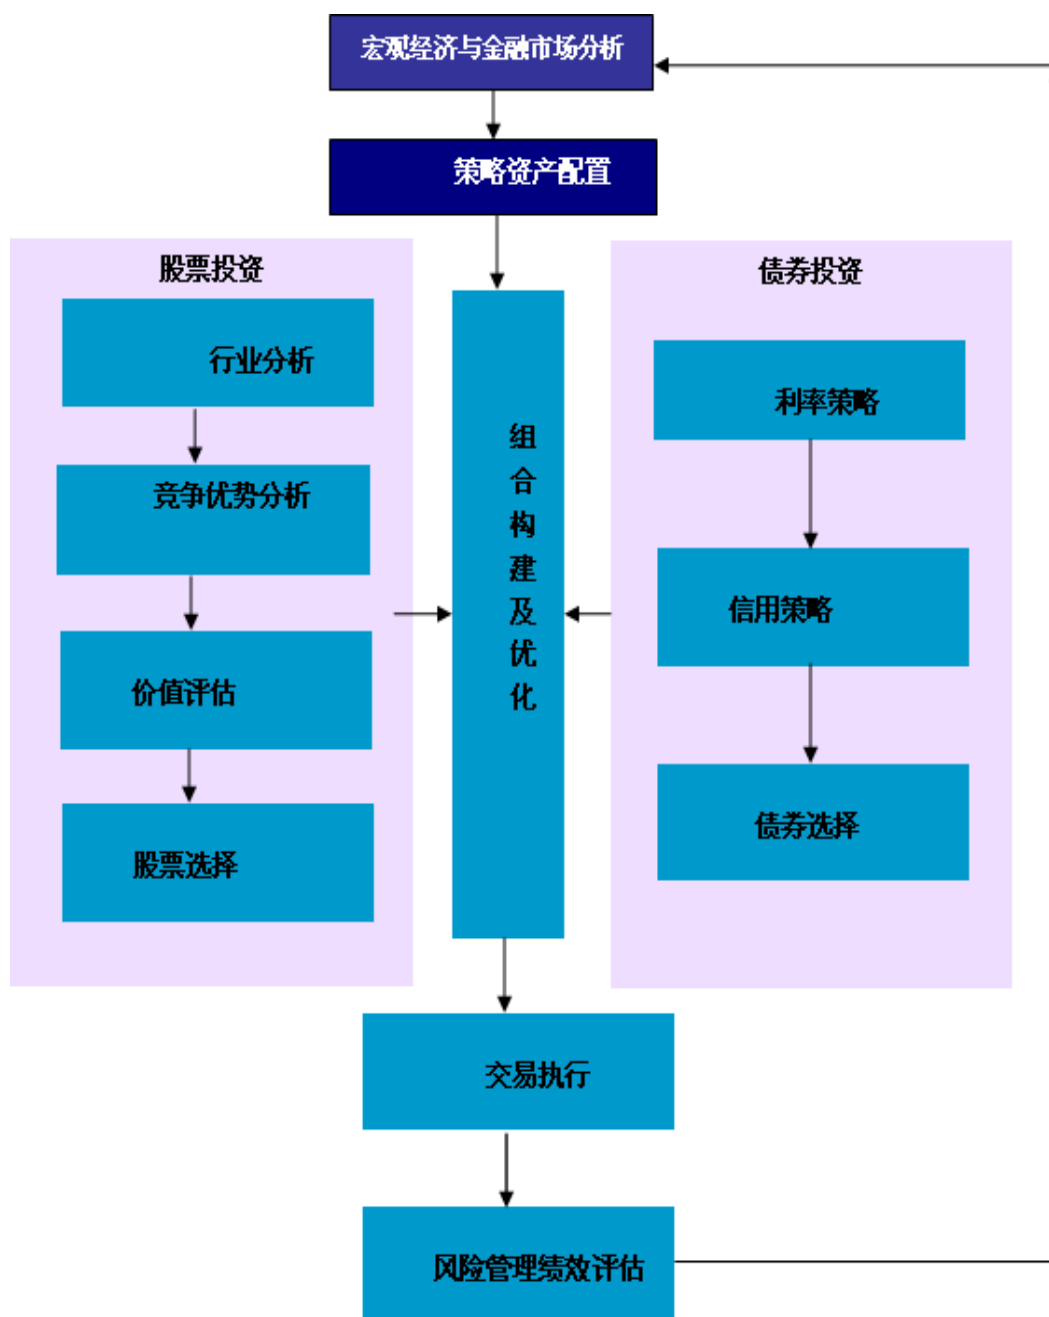 宏观经济与金融市场分析
策略资产配置
股票投资
行业分析
竞争优势分析
价值评估
股票选择
组
合
构
建
及
优
化
债券投资
利率策略
信用策略
债券选择
交易执行
风险管理绩效评估